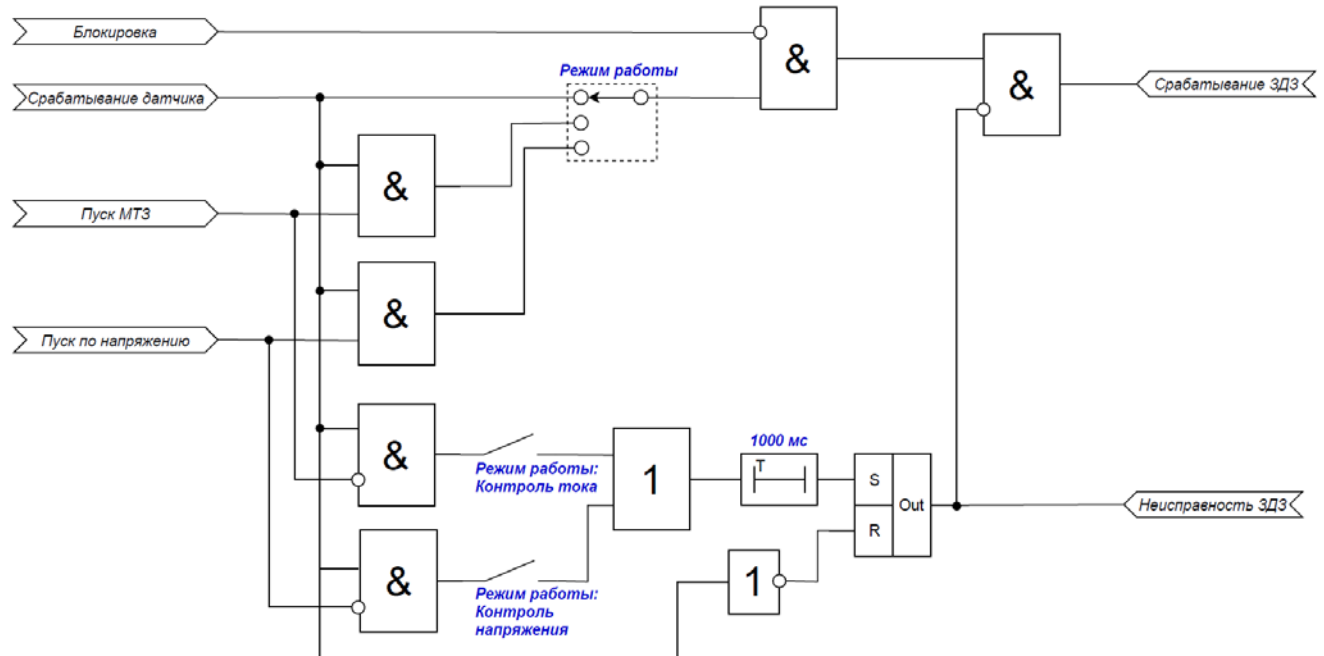 Блокировка
&
&
Режим работы
Срабатывание датчика
Срабатывание ЗДЗ
&
Пуск МТЗ
&
Пуск по напряжению
&
Режим работы:
Контроль тока
1
1000 мс
T
S
R
Out
Неисправность ЗДЗ
&
Режим работы:
Контроль
напряжения
1